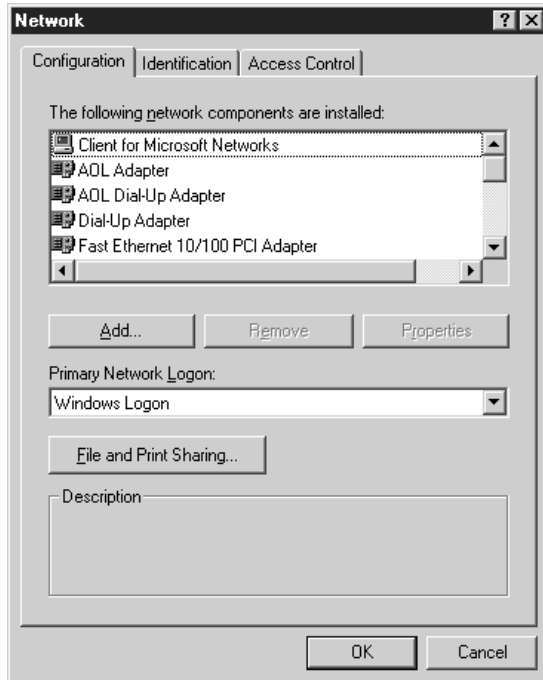 Network
Configuration Identification Access Control
The following network components are installed:
Client for Microsoft Networks
AOL Adapter
AOL Dial-Up Adapter
Dial-Up Adapter
Fast Ethernet 10/100 PCI Adapter
Add... Remove Properties
Primary Network Logon:
Windows Logon
File and Print Sharing...
Description
OK Cancel